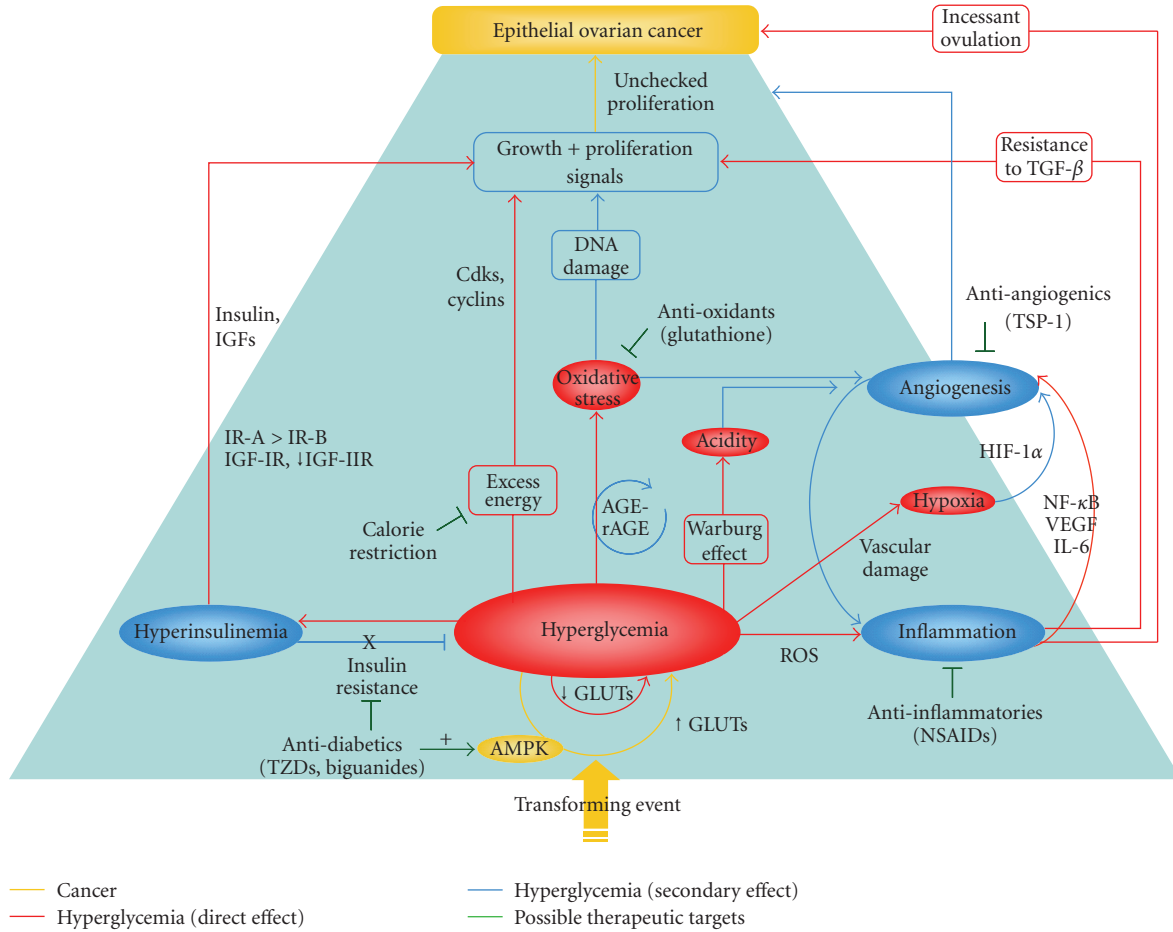 Epithelial ovarian cancer
Incessant
ovulation
Unchecked
proliferation
Growth + proliferation
signals
Resistance
to TGF-β
DNA
damage
Cdks,
cyclins
Insulin,
IGFs
Anti-oxidants
(glutathione)
Anti-angiogenics
(TSP-1)
Oxidative
stress
Angiogenesis
IR-A > IR-B
IGF-IR, ↓IGF-IIR
Acidity
HIF-1α
Excess
energy
AGE-
rAGE
Hypoxia
NF-κB
VEGF
IL-6
Calorie
restriction
Warburg
effect
Vascular
damage
Hyperinsulinemia
Hyperglycemia
Inflammation
X
Insulin
resistance
ROS
↓ GLUTs
↑ GLUTs
Anti-inflammatories
(NSAIDs)
Anti-diabetics
(TZDs, biguanides)
+
AMPK
Transforming event
Cancer
Hyperglycemia (direct effect)
Hyperglycemia (secondary effect)
Possible therapeutic targets